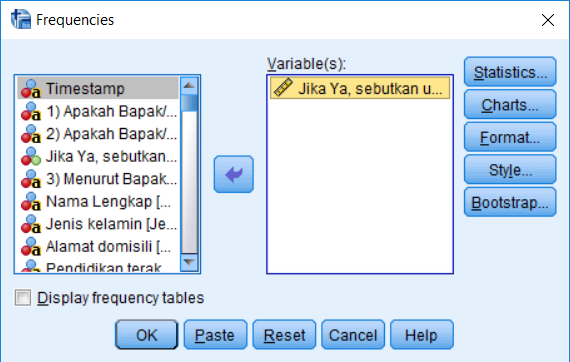 Frequencies
Variable(s):
Timestamp
1) Apakah Bapak/...
2) Apakah Bapak/...
Jika Ya, sebutkan...
3) Menurut Bapak...
Nama Lengkap [...
Jenis kelamin [Je...
Alamat domisili [...
Pendidikan terak...
Jika Ya, sebutkan u...
Statistics...
Charts...
Format...
Style...
Bootstrap...
Display frequency tables
OK Paste Reset Cancel Help